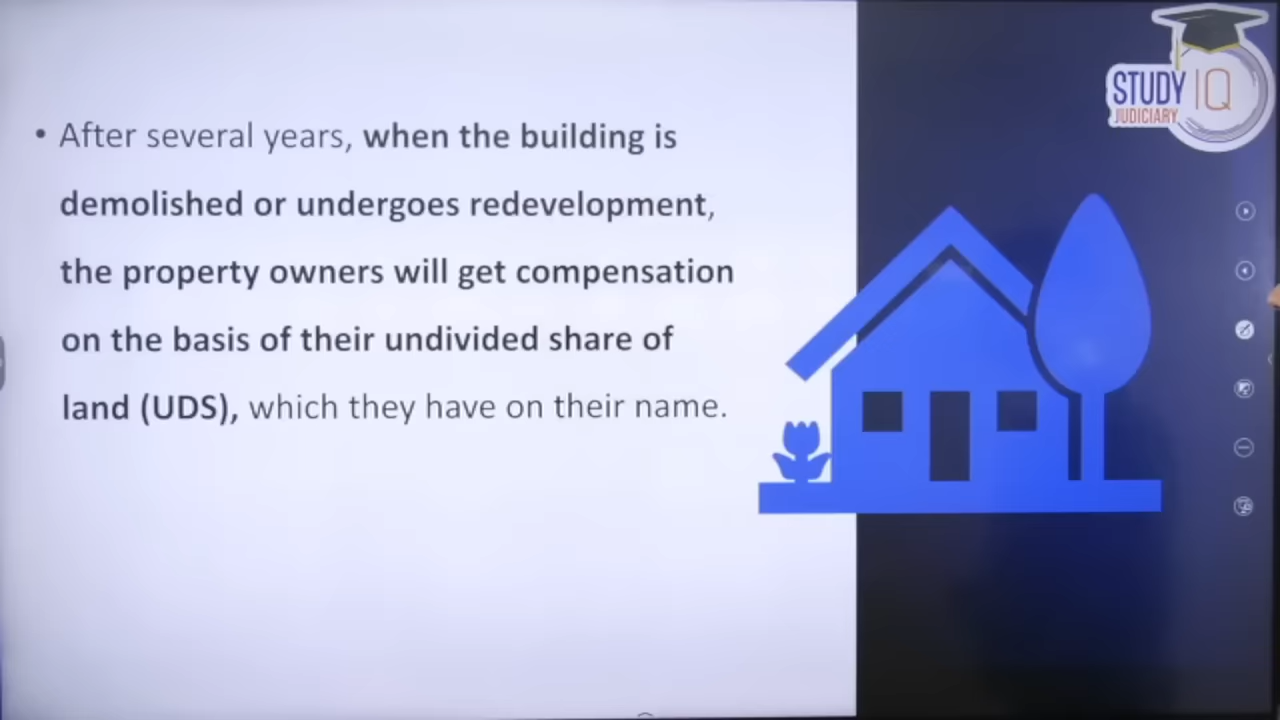 • After several years, when the building is
demolished or undergoes redevelopment,
the property owners will get compensation
on the basis of their undivided share of
land (UDS), which they have on their name.
STUDY IQ
JUDICIARY